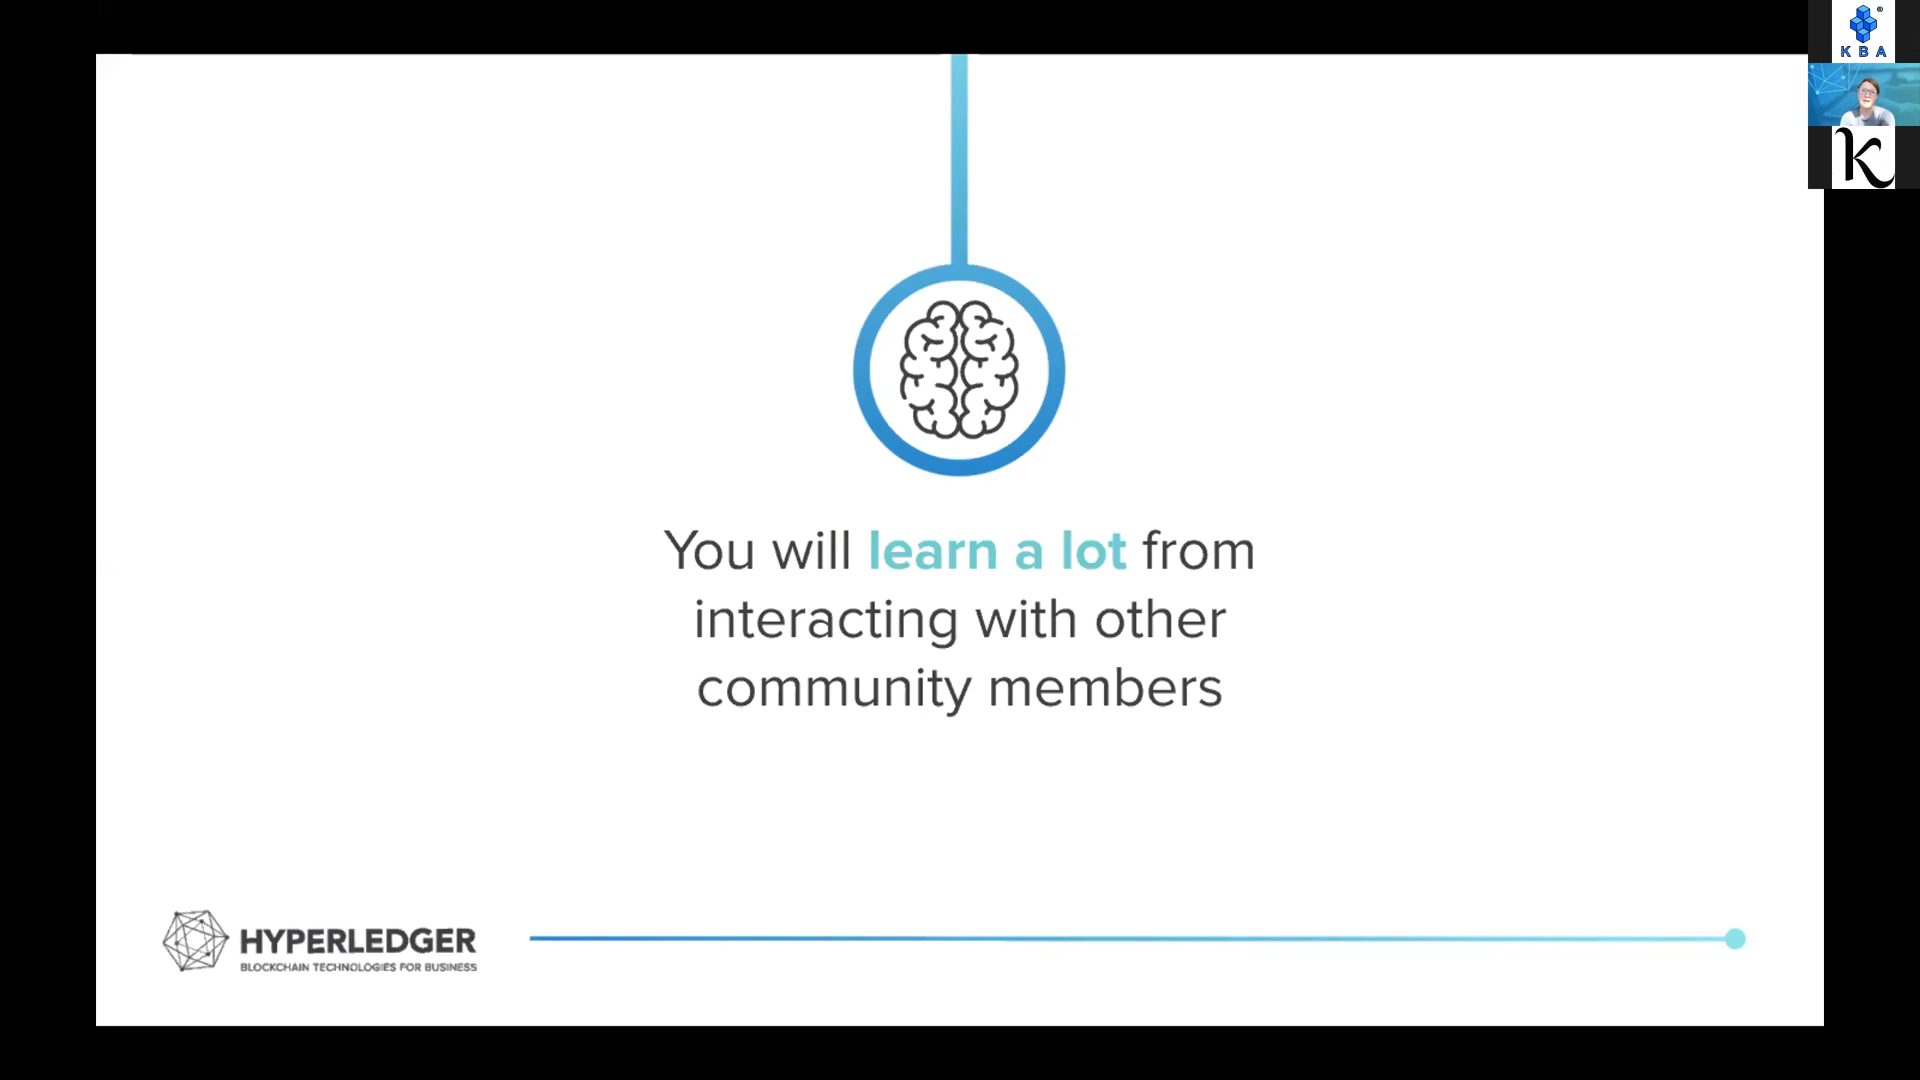 ® 
K B A
k
You will learn a lot from
interacting with other
community members
HYPERLEDGER
BLOCKCHAIN TECHNOLOGIES FOR BUSINESS